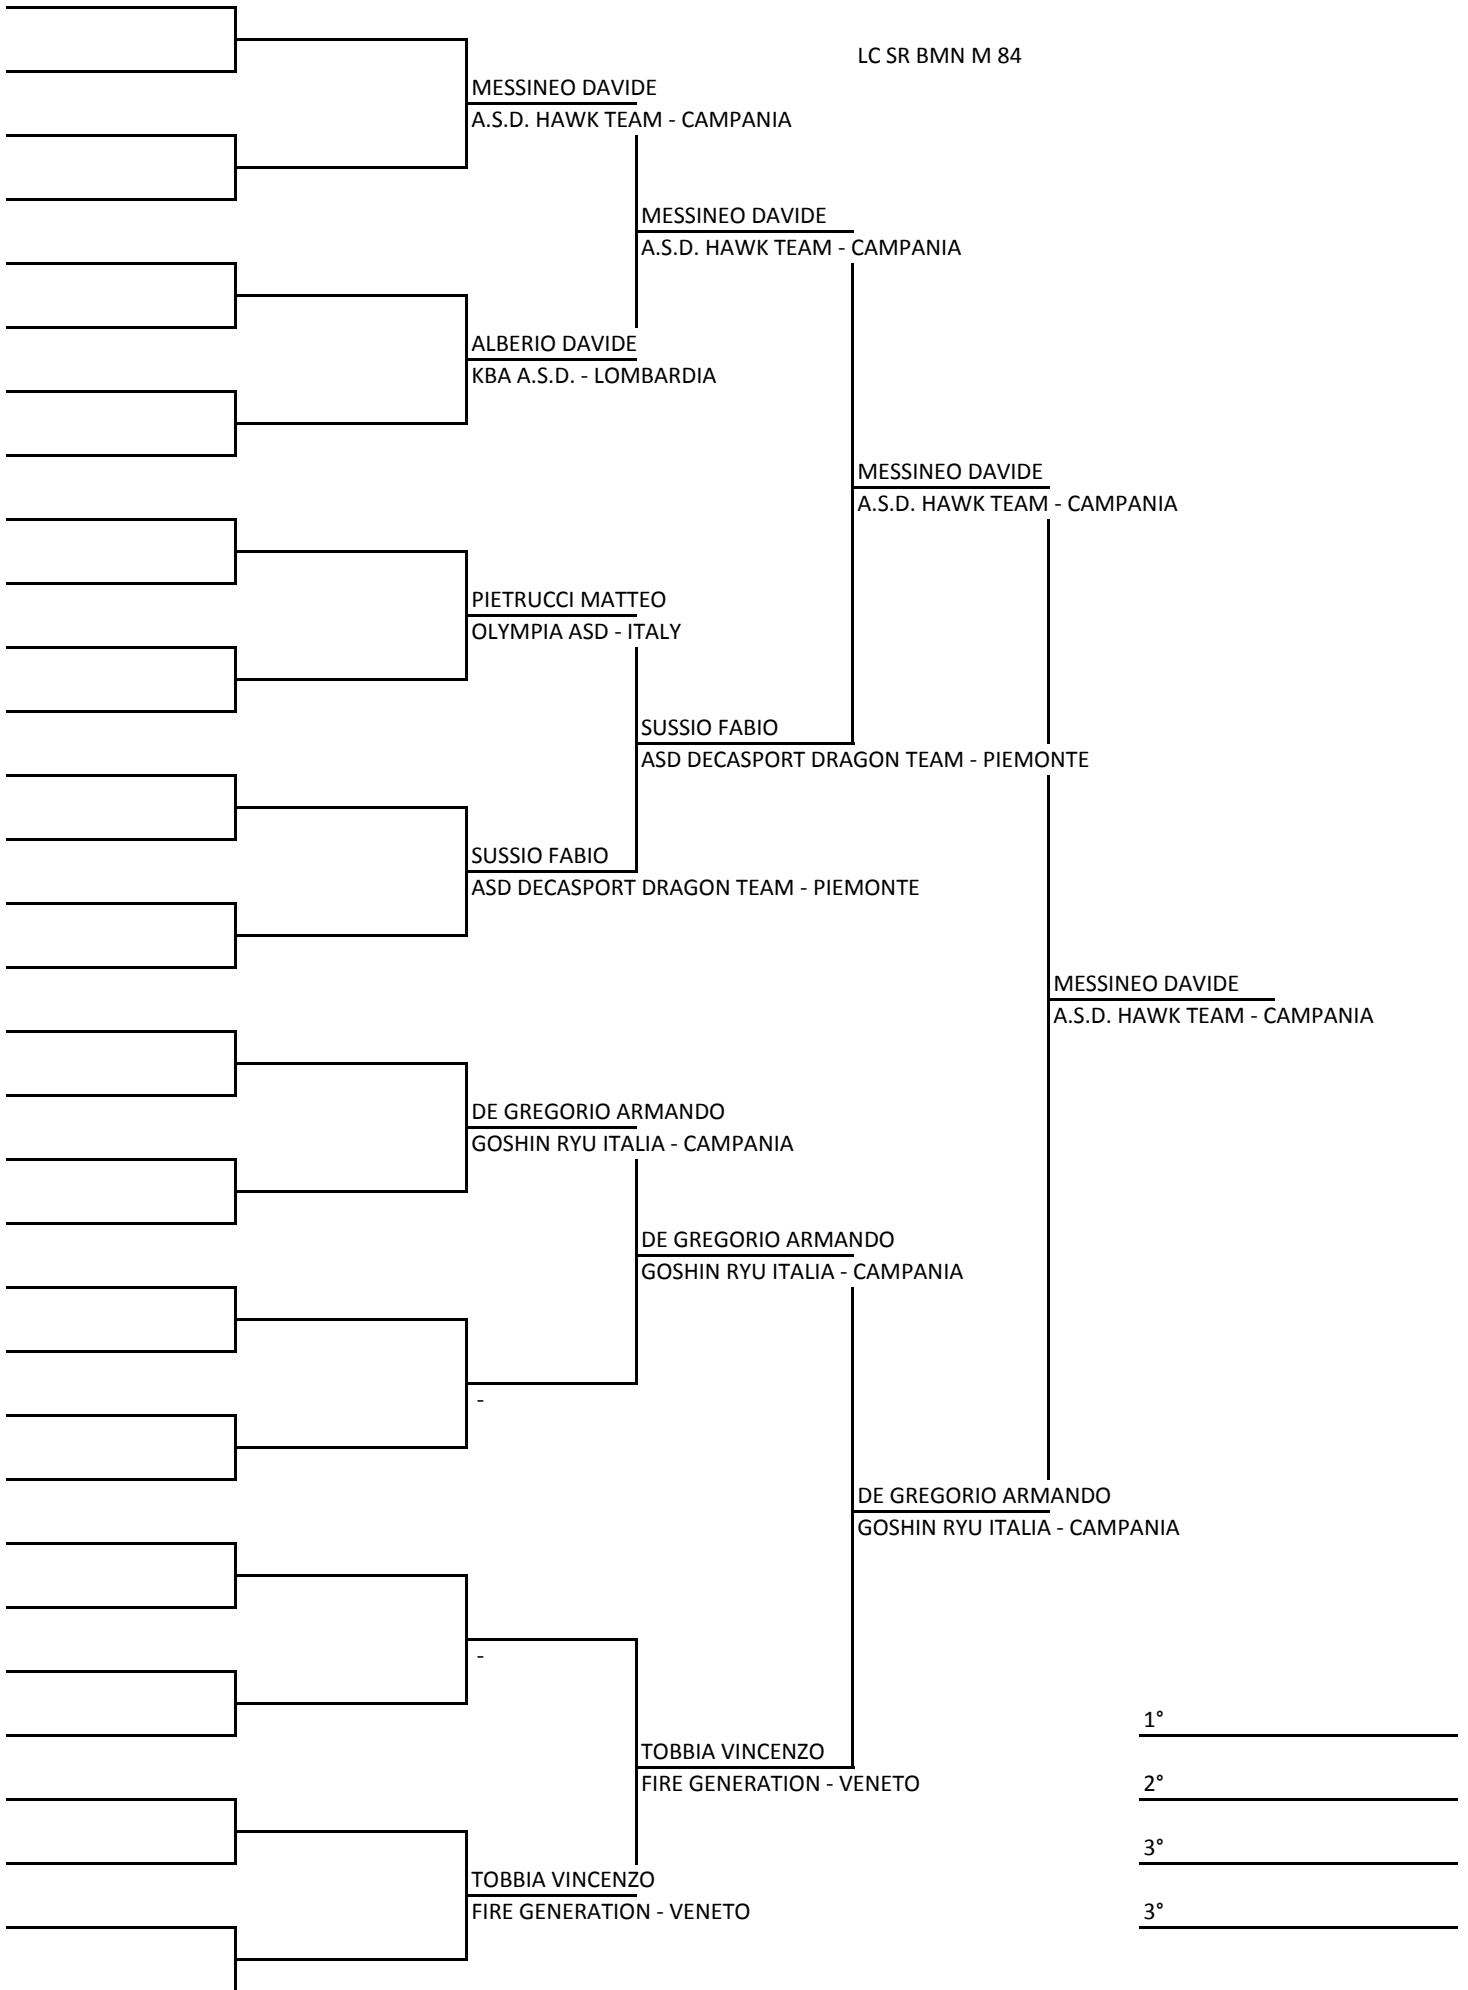 LC SR BMN M 84
MESSINEO DAVIDE
A.S.D. HAWK TEAM - CAMPANIA
MESSINEO DAVIDE
A.S.D. HAWK TEAM - CAMPANIA
ALBERIO DAVIDE
KBA A.S.D. - LOMBARDIA
MESSINEO DAVIDE
A.S.D. HAWK TEAM - CAMPANIA
PIETRUCCI MATTEO
OLYMPIA ASD - ITALY
SUSSIO FABIO
ASD DECASPORT DRAGON TEAM - PIEMONTE
SUSSIO FABIO
ASD DECASPORT DRAGON TEAM - PIEMONTE
MESSINEO DAVIDE
A.S.D. HAWK TEAM - CAMPANIA
DE GREGORIO ARMANDO
GOSHIN RYU ITALIA - CAMPANIA
DE GREGORIO ARMANDO
GOSHIN RYU ITALIA - CAMPANIA
-
DE GREGORIO ARMANDO
GOSHIN RYU ITALIA - CAMPANIA
-
1°
TOBBIA VINCENZO
FIRE GENERATION - VENETO
2°
3°
TOBBIA VINCENZO
FIRE GENERATION - VENETO
3°